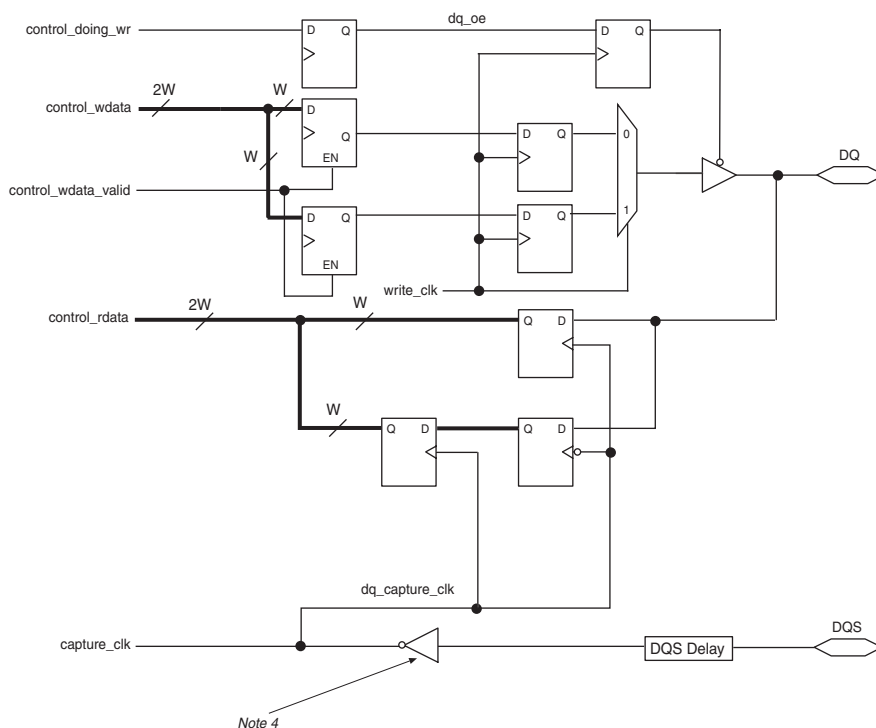 control_doing_wr
D Q
dq_oe
D Q
2W
W
control_wdata
D
Q
EN
W
D Q
0
control_wdata_valid
DQ
D Q
EN
D Q
1
write_clk
control_rdata
2W
W
Q D
W
Q D
Q D
dq_capture_clk
capture_clk
DQS Delay
DQS
Note 4